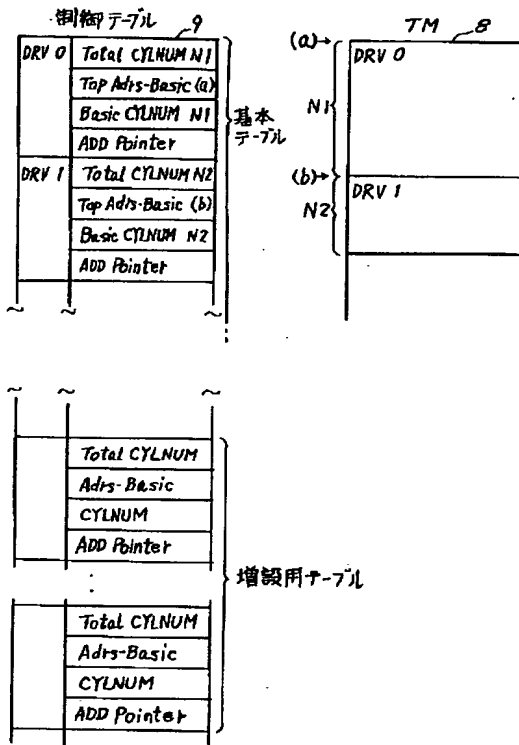 制御テーブル 9
DRV 0 Total CYLNUM N1
Top Adrs-Basic (a)
Basic CYLNUM N1
ADD Pointer
DRV 1 Total CYLNUM N2
Top Adrs-Basic (b)
Basic CYLNUM N2
ADD Pointer
基本
テーブル
TM 8
(a)→
DRV 0
N1
(b)→
DRV 1
N2
~ ~ ~
~ ~ ~
Total CYLNUM
Adrs-Basic
CYLNUM
ADD Pointer
:
Total CYLNUM
Adrs-Basic
CYLNUM
ADD Pointer
増設用テーブル